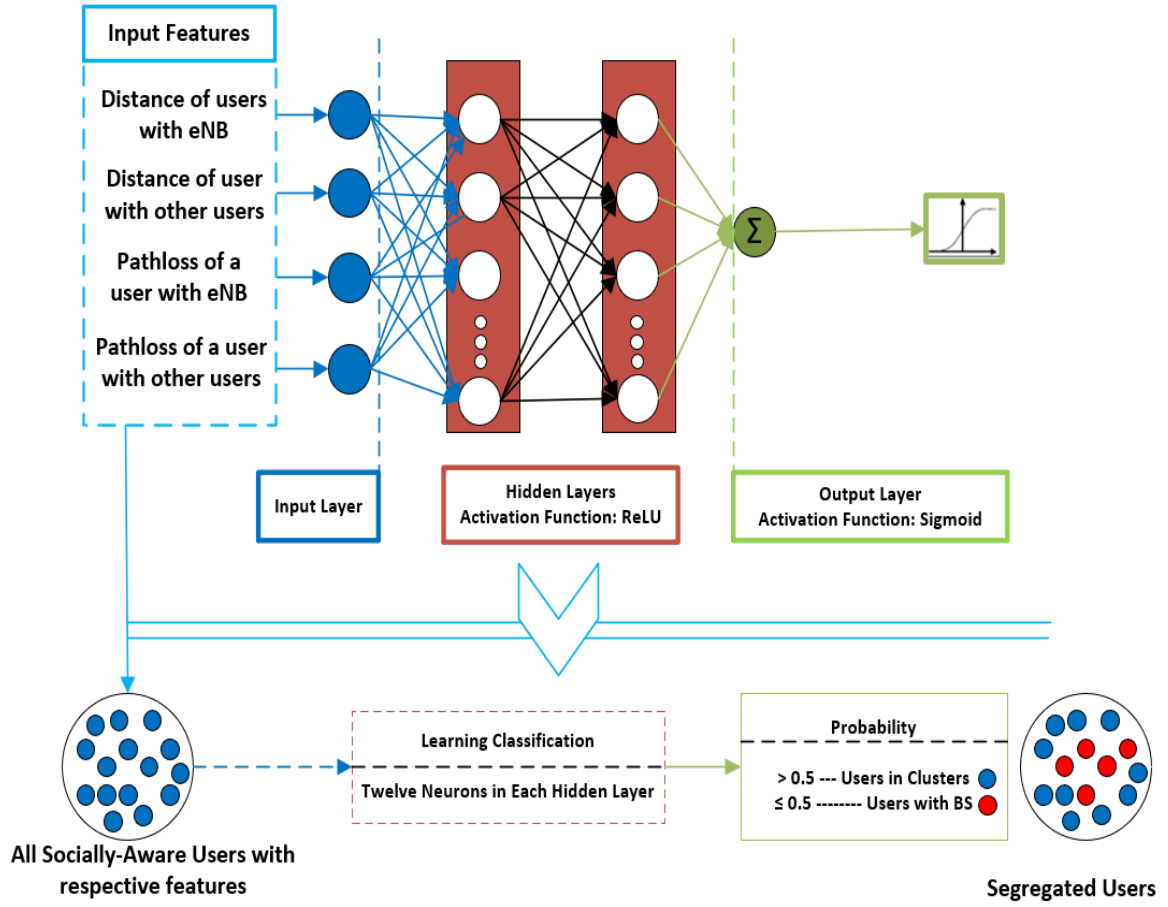 Input Features
Distance of users
with eNB
Distance of user
with other users
Pathloss of a
user with eNB
Pathloss of a user
with other users
Σ
Input Layer
Hidden Layers
Activation Function: ReLU
Output Layer
Activation Function: Sigmoid
Learning Classification
Twelve Neurons in Each Hidden Layer
Probability
> 0.5 --- Users in Clusters
≤ 0.5 -------- Users with BS
All Socially-Aware Users with
respective features
Segregated Users